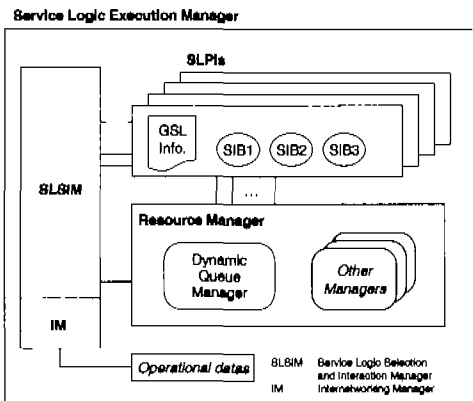 Service Logic Execution Manager
SLPIs
GSL
Info.
SIB1
SIB2
SIB3
SLSIM
...
Resource Manager
Dynamic
Queue
Manager
Other
Managers
IM
Operational datas
SLSIM Service Logic Selection
and Interaction Manager
IM Internetworking Manager